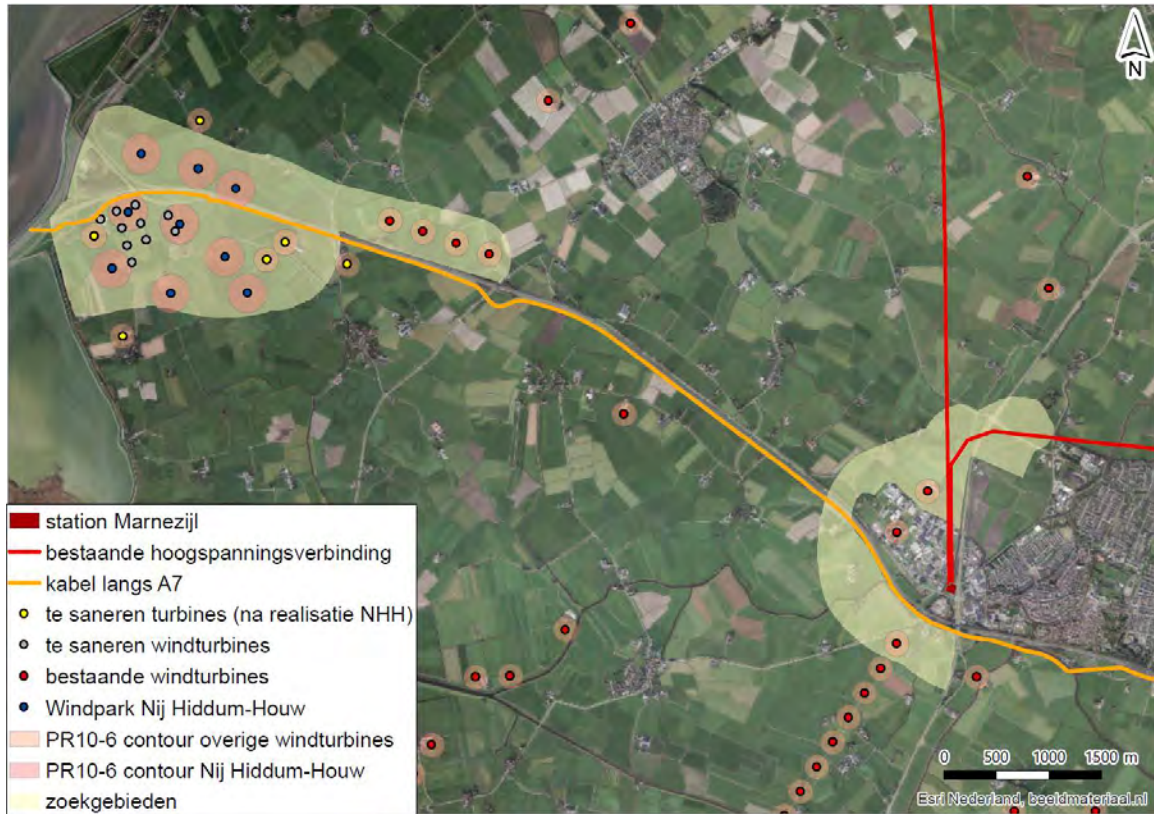 N
station Marnezijl
bestaande hoogspanningsverbinding
kabel langs A7
te saneren turbines (na realisatie NHH)
te saneren windturbines
bestaande windturbines
Windpark Nij Hiddum-Houw
PR10-6 contour overige windturbines
PR10-6 contour Nij Hiddum-Houw
zoekgebieden
0 500 1000 1500 m
Esri Nederland, beeldmateriaal.nl